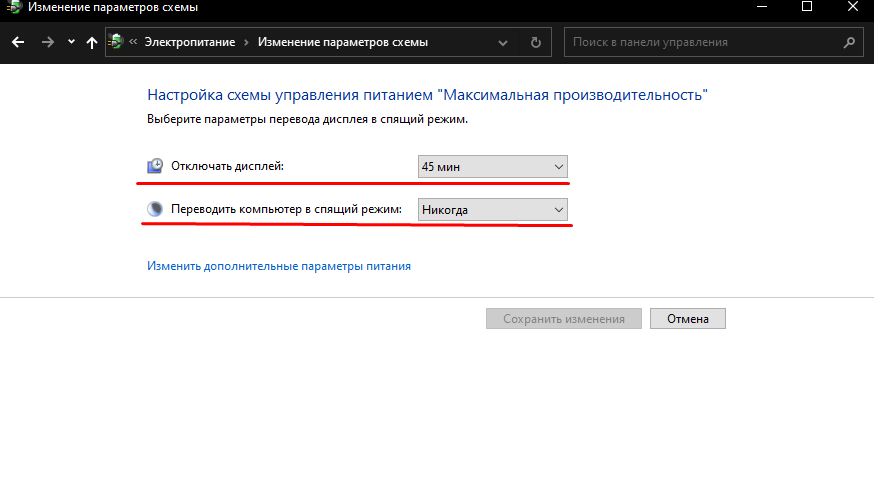 Изменение параметров схемы
« Электропитание › Изменение параметров схемы
Поиск в панели управления
Настройка схемы управления питанием "Максимальная производительность"
Выберите параметры перевода дисплея в спящий режим.
Отключать дисплей: 45 мин
Переводить компьютер в спящий режим: Никогда
Изменить дополнительные параметры питания
Сохранить изменения Отмена